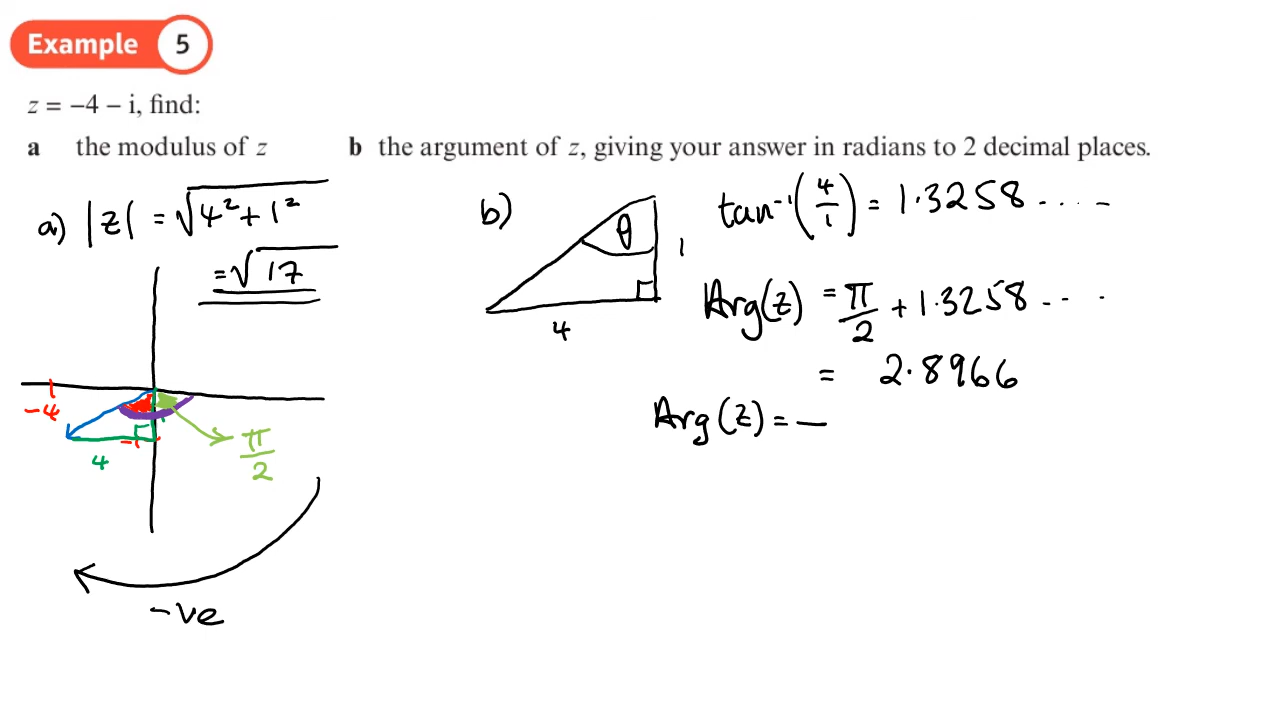 Example 5
z = −4 − i, find:
a the modulus of z b the argument of z, giving your answer in radians to 2 decimal places.
a) |z| = √(4² + 1²)
= √17
-4
-1
4
π/2
-ve
b)
θ
1
4
tan⁻¹(4/1) = 1.3258.....
Arg(z) = π/2 + 1.3258....
= 2.8966
Arg(z) = −